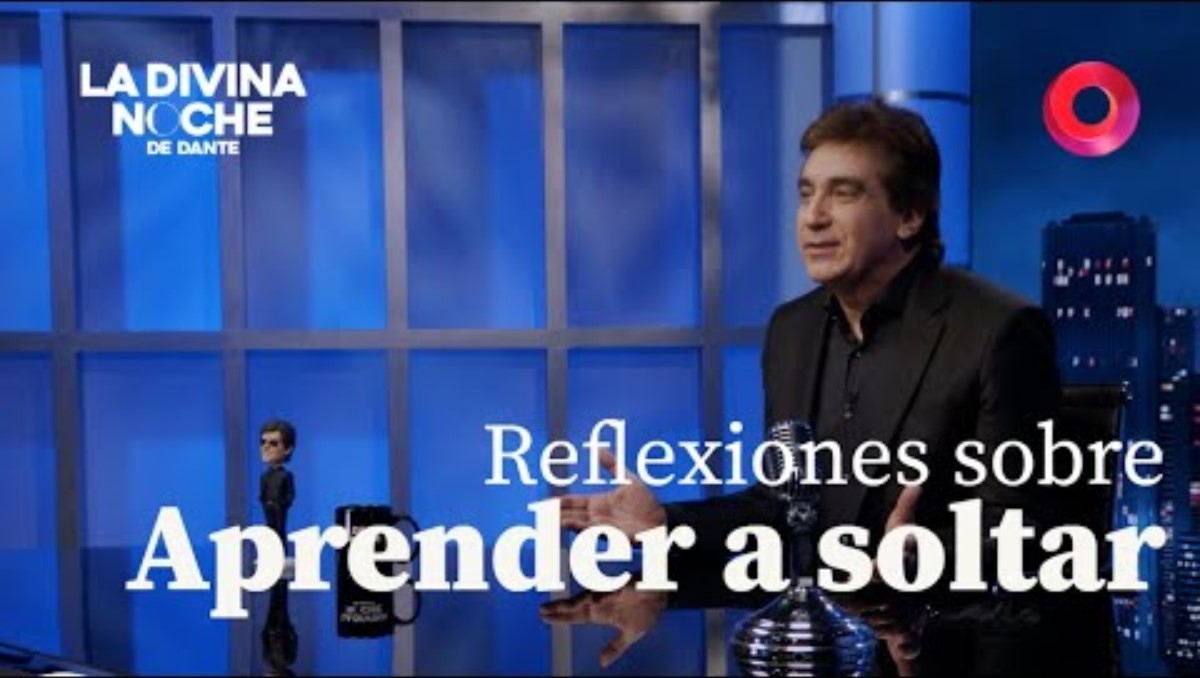 LA DIVINA
NOCHE
DE DANTE
Reflexiones sobre
Aprender a soltar